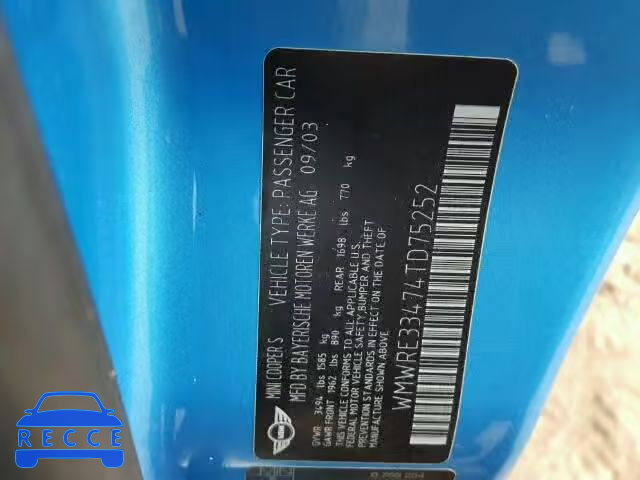 MINI COOPER S VEHICLE TYPE: PASSENGER CAR
MFD BY BAYERISCHE MOTOREN WERKE AG 09/03
GVWR 3494 lbs 1585 kg
GAWR FRONT 1962 lbs 890 kg REAR 1698 lbs 770 kg
THIS VEHICLE CONFORMS TO ALL APPLICABLE U.S.
FEDERAL MOTOR VEHICLE SAFETY, BUMPER AND THEFT
PREVENTION STANDARDS IN EFFECT ON THE DATE OF
MANUFACTURE SHOWN ABOVE
WMWRE33474TD75252
RECCE